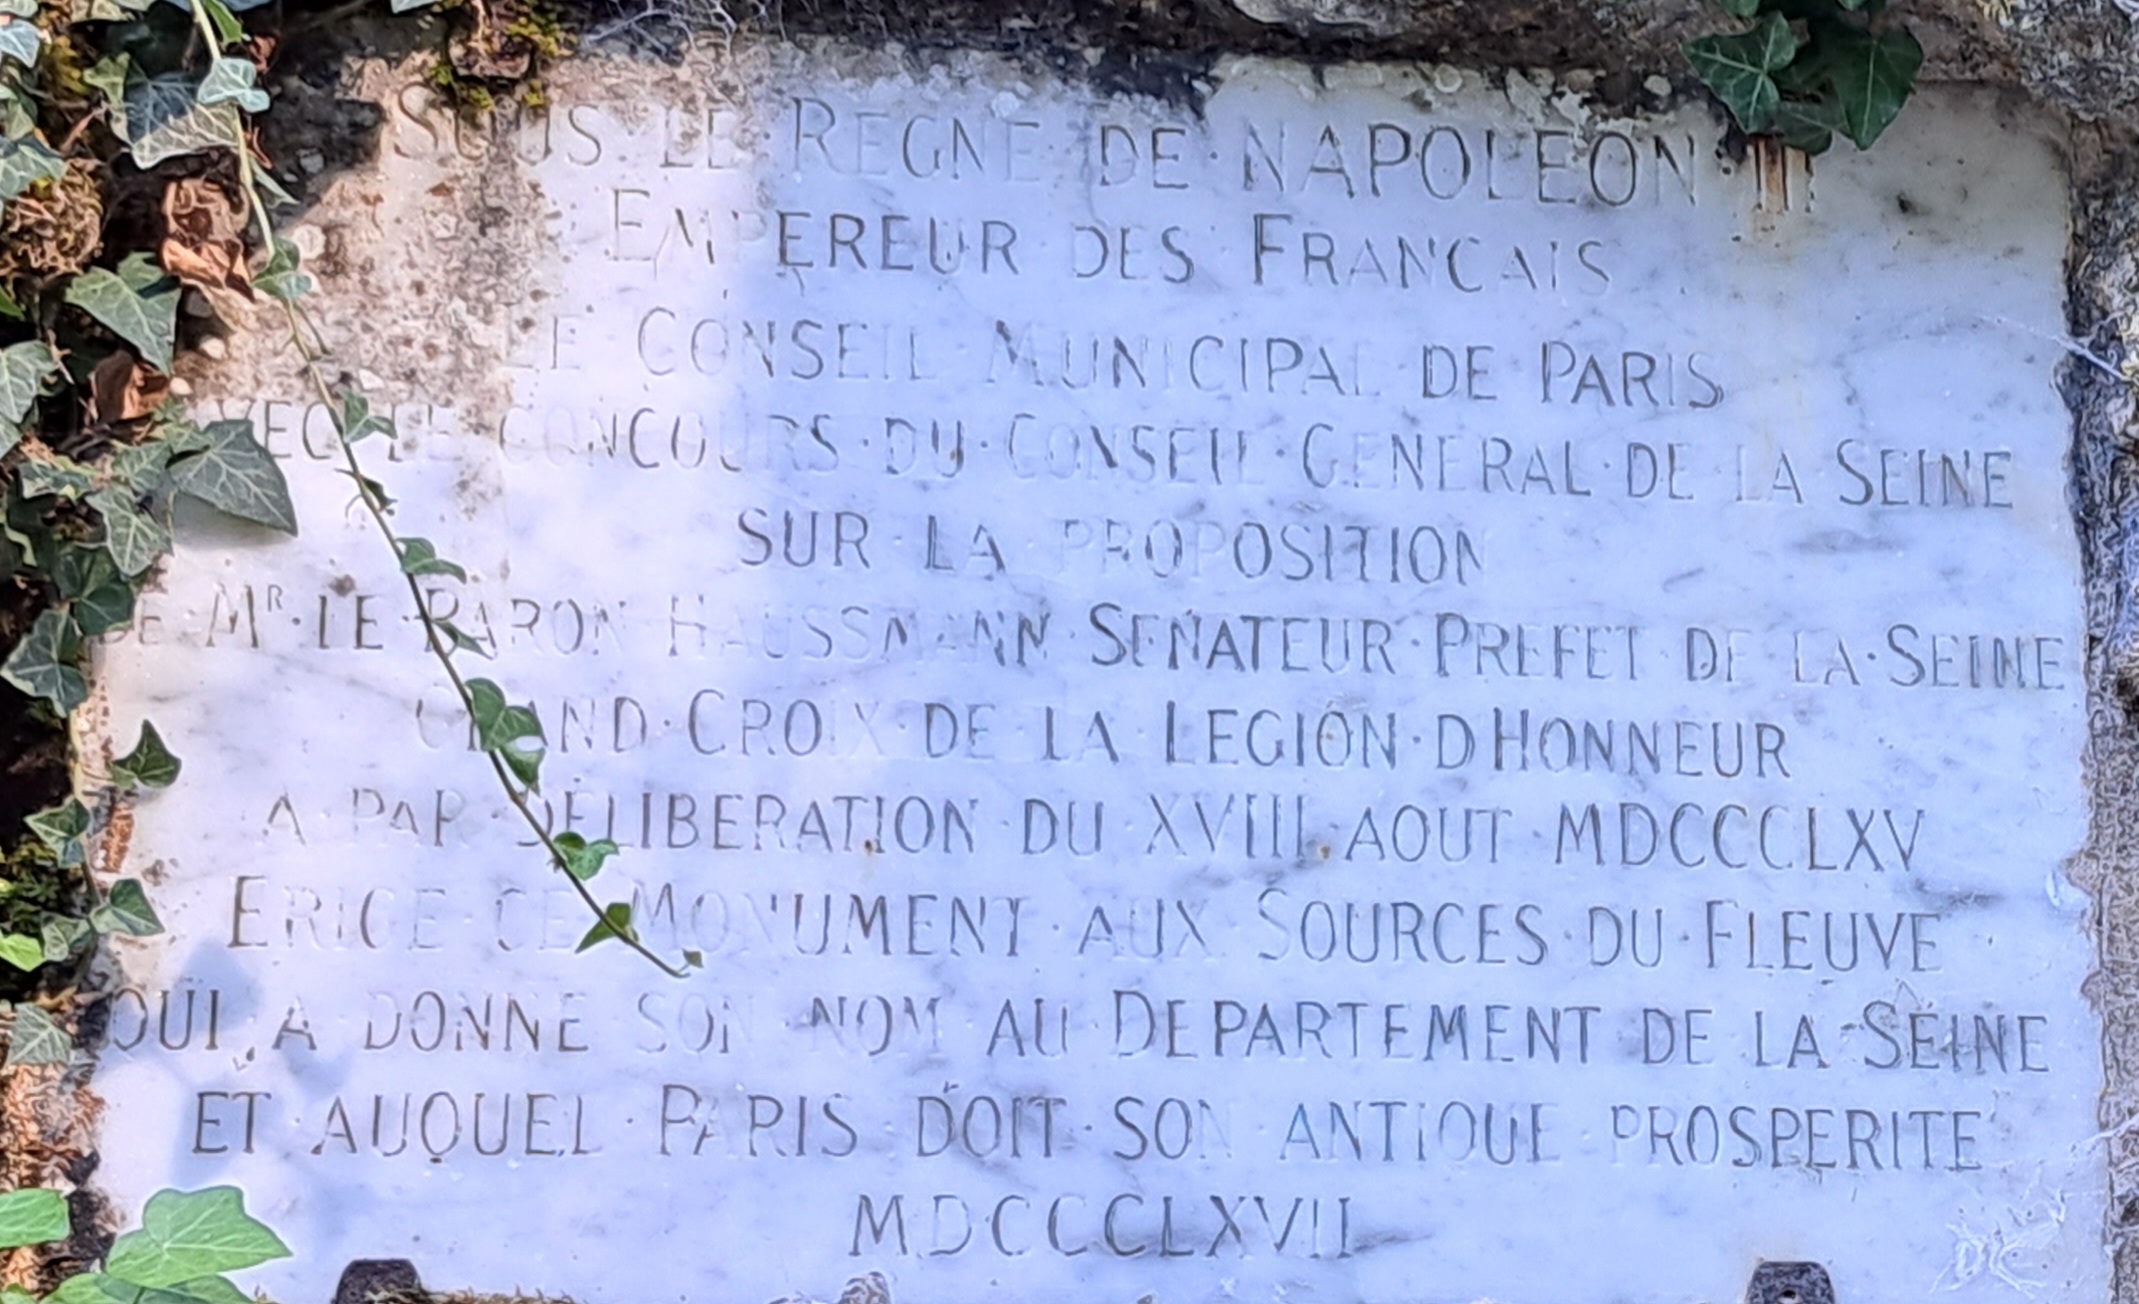 SOUS · LE · REGNE · DE · NAPOLEON · III
EMPEREUR DES FRANCAIS
LE CONSEIL MUNICIPAL DE PARIS
AVEC LE CONCOURS · DU · CONSEIL · GENERAL · DE · LA SEINE
SUR · LA · PROPOSITION
DE MR · LE · BARON HAUSSMANN · SENATEUR · PREFET · DE · LA · SEINE
GRAND · CROIX · DE · LA · LEGION · D HONNEUR
A · PAR · DELIBERATION · DU · XVIII · AOUT · MDCCCLXV
ERIGE · CE · MONUMENT · AUX · SOURCES · DU · FLEUVE
QUI A DONNE SON · NOM AU DEPARTEMENT DE LA SEINE
ET · AUQUEL · PARIS · DOIT · SON ANTIQUE PROSPERITE
MDCCCLXVII